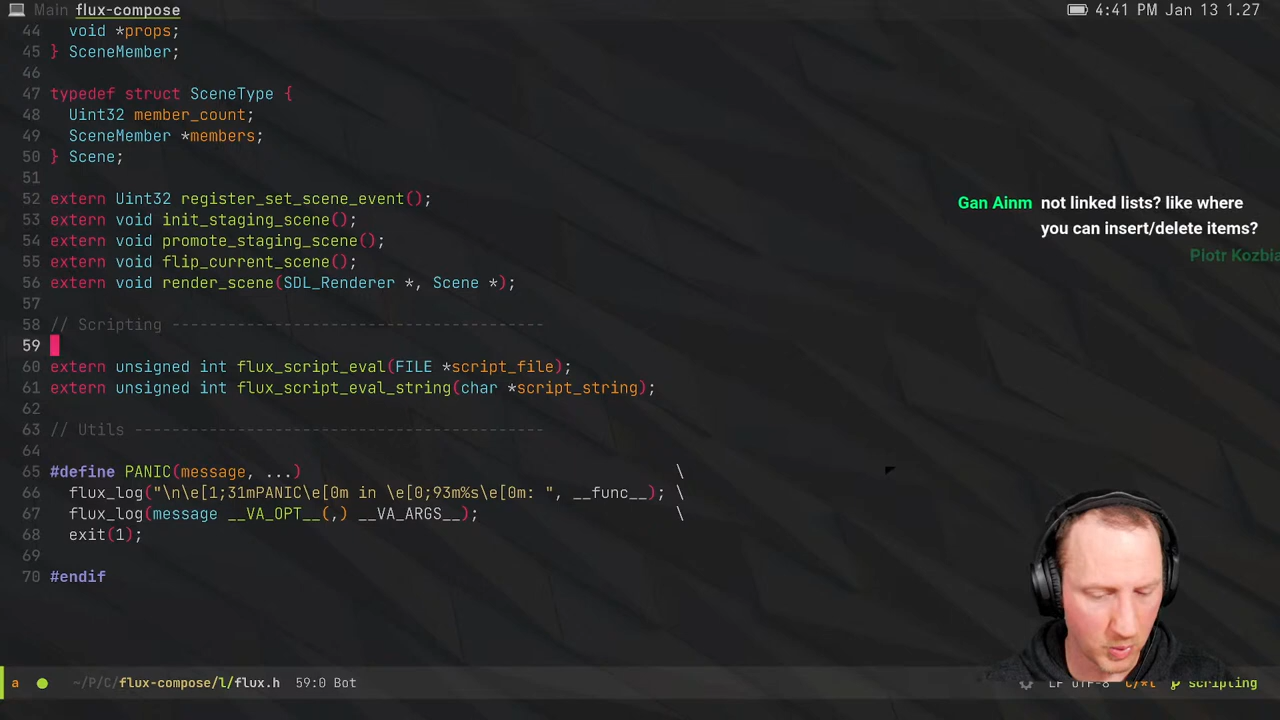 Main flux-compose 4:41 PM Jan 13 1.27
44 void *props;
45 } SceneMember;
46
47 typedef struct SceneType {
48 Uint32 member_count;
49 SceneMember *members;
50 } Scene;
51
52 extern Uint32 register_set_scene_event();
53 extern void init_staging_scene();
54 extern void promote_staging_scene();
55 extern void flip_current_scene();
56 extern void render_scene(SDL_Renderer *, Scene *);
57
58 // Scripting ----------------------------------------
59
60 extern unsigned int flux_script_eval(FILE *script_file);
61 extern unsigned int flux_script_eval_string(char *script_string);
62
63 // Utils --------------------------------------------
64
65 #define PANIC(message, ...) \
66 flux_log("\n\e[1;31mPANIC\e[0m in \e[0;93m%s\e[0m: ", __func__); \
67 flux_log(message __VA_OPT__(,) __VA_ARGS__); \
68 exit(1);
69
70 #endif
Gan Ainm not linked lists? like where
you can insert/delete items?
Piotr Kozbia
a ~/P/C/flux-compose/l/flux.h 59:0 Bot LF UTF-8 C/*l scripting